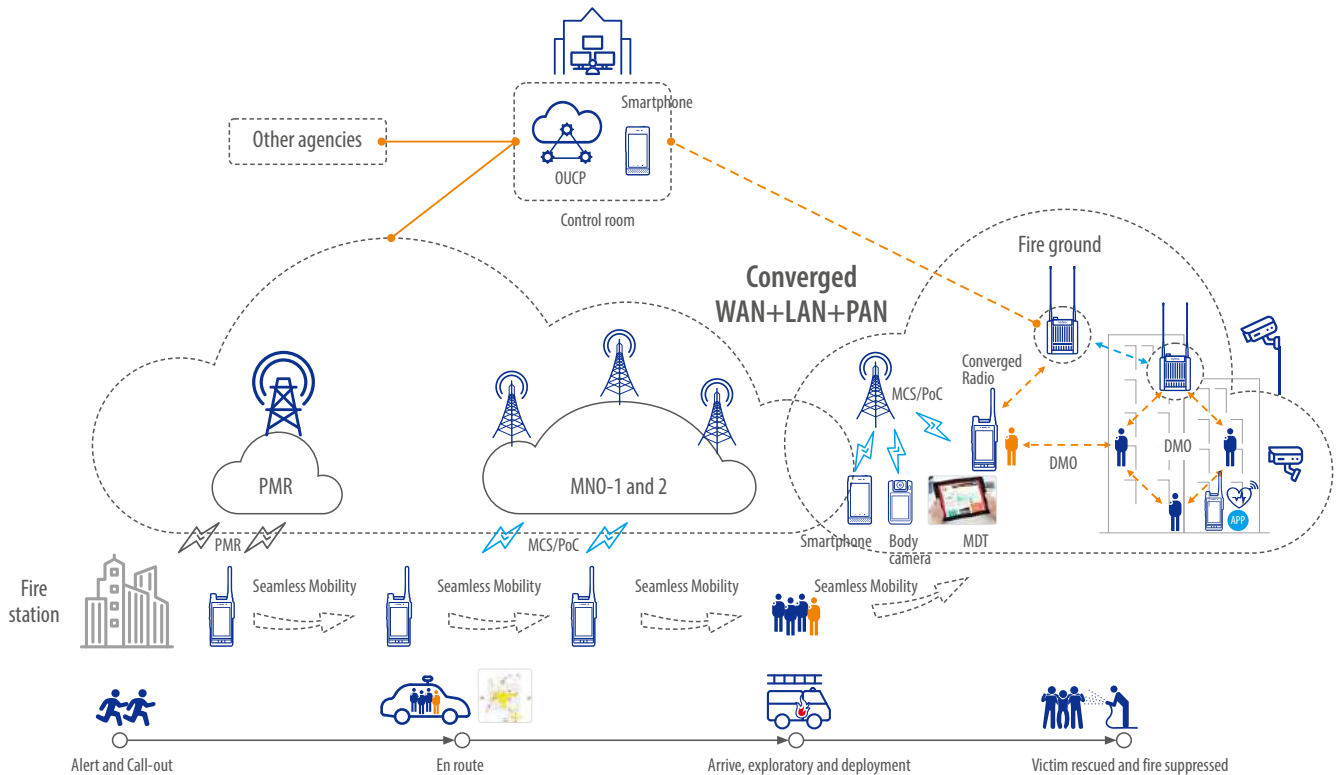 Smartphone
Other agencies
OUCP
Control room
Fire ground
Converged
WAN+LAN+PAN
Converged
Radio
MCS/PoC
DMO
DMO
PMR
MNO-1 and 2
APP
Smartphone
Body
camera
MDT
PMR
MCS/PoC
Fire
station
Seamless Mobility
Seamless Mobility
Seamless Mobility
Seamless Mobility
Alert and Call-out
En route
Arrive, exploratory and deployment
Victim rescued and fire suppressed